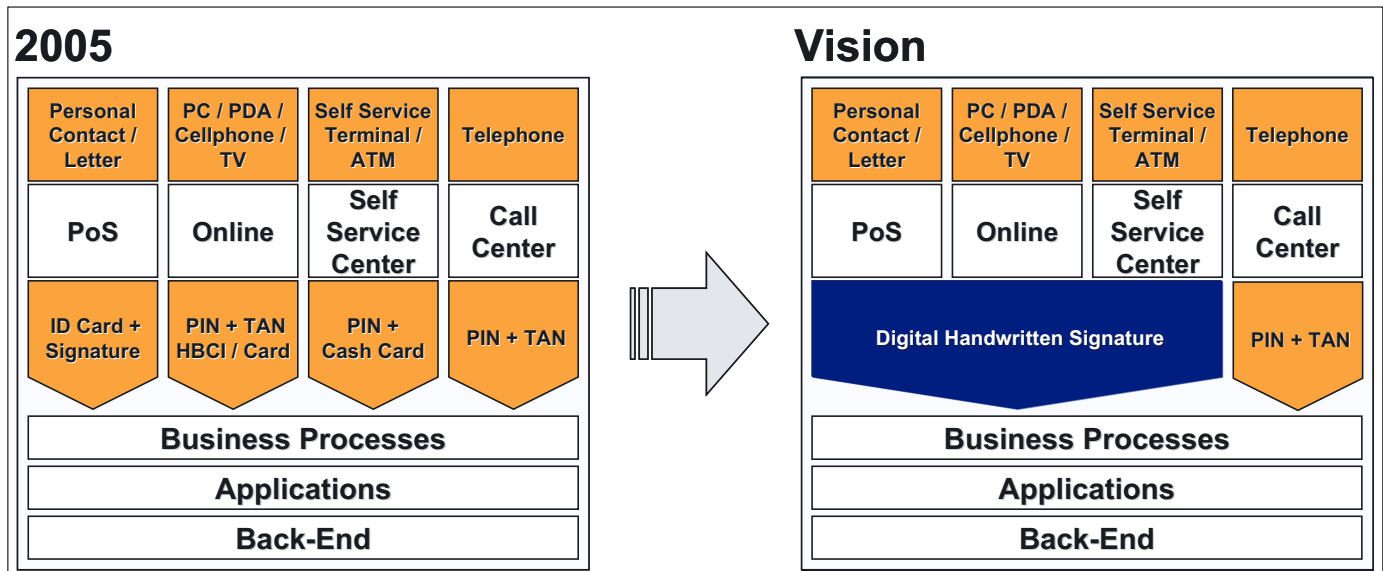 2005
Personal
Contact /
Letter
PC / PDA /
Cellphone /
TV
Self Service
Terminal /
ATM
Telephone
PoS
Online
Self
Service
Center
Call
Center
ID Card +
Signature
PIN + TAN
HBCI / Card
PIN +
Cash Card
PIN + TAN
Business Processes
Applications
Back-End
Vision
Personal
Contact /
Letter
PC / PDA /
Cellphone /
TV
Self Service
Terminal /
ATM
Telephone
PoS
Online
Self
Service
Center
Call
Center
Digital Handwritten Signature
PIN + TAN
Business Processes
Applications
Back-End